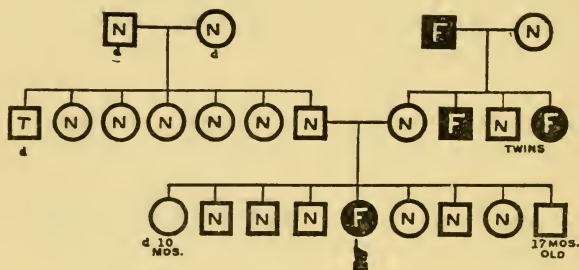 N N F N
d d
T N N N N N N N F N F
d TWINS
N N N F N N N
d 10 17 MOS.
MOS. OLD